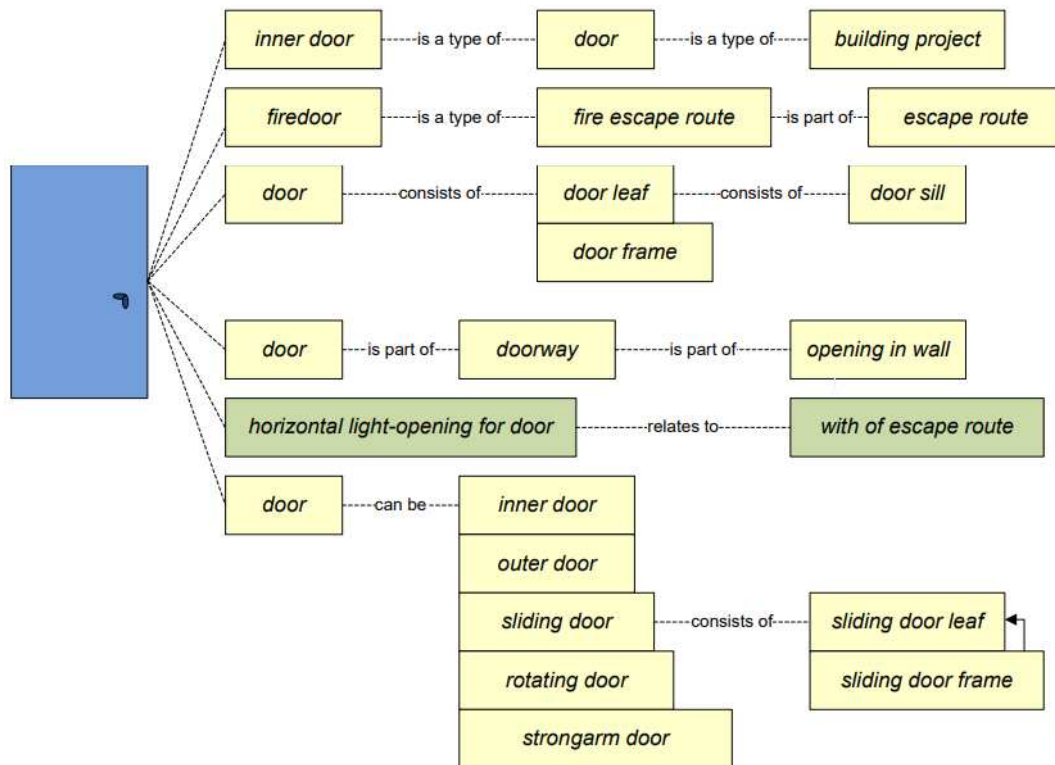 inner door is a type of door is a type of building project
firedoor is a type of fire escape route is part of escape route
door consists of door leaf consists of door sill
door frame
door is part of doorway is part of opening in wall
horizontal light-opening for door relates to with of escape route
door can be inner door
outer door
sliding door consists of sliding door leaf
rotating door sliding door frame
strongarm door